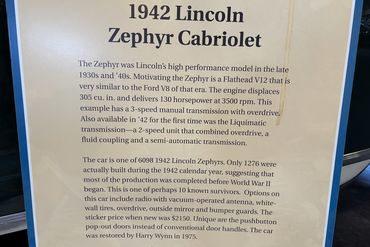 1942 Lincoln
Zephyr Cabriolet
The Zephyr was Lincoln's high performance model in the late
1930s and '40s. Motivating the Zephyr is a Flathead V12 that is
very similar to the Ford V8 of that era. The engine displaces
305 cu. in. and delivers 130 horsepower at 3500 rpm. This
example has a 3-speed manual transmission with overdrive.
Also available in '42 for the first time was the Liquimatic
transmission—a 2-speed unit that combined overdrive, a
fluid coupling and a semi-automatic transmission.
The car is one of 6098 1942 Lincoln Zephyrs. Only 1276 were
actually built during the 1942 calendar year, suggesting that
most of the production was completed before World War II
began. This is one of perhaps 10 known survivors. Options on
this car include radio with vacuum-operated antenna, white-
wall tires, overdrive, outside mirror and bumper guards. The
sticker price when new was $2150. Unique are the pushbutton
pop-out doors instead of conventional door handles. The car
was restored by Harry Wynn in 1975.